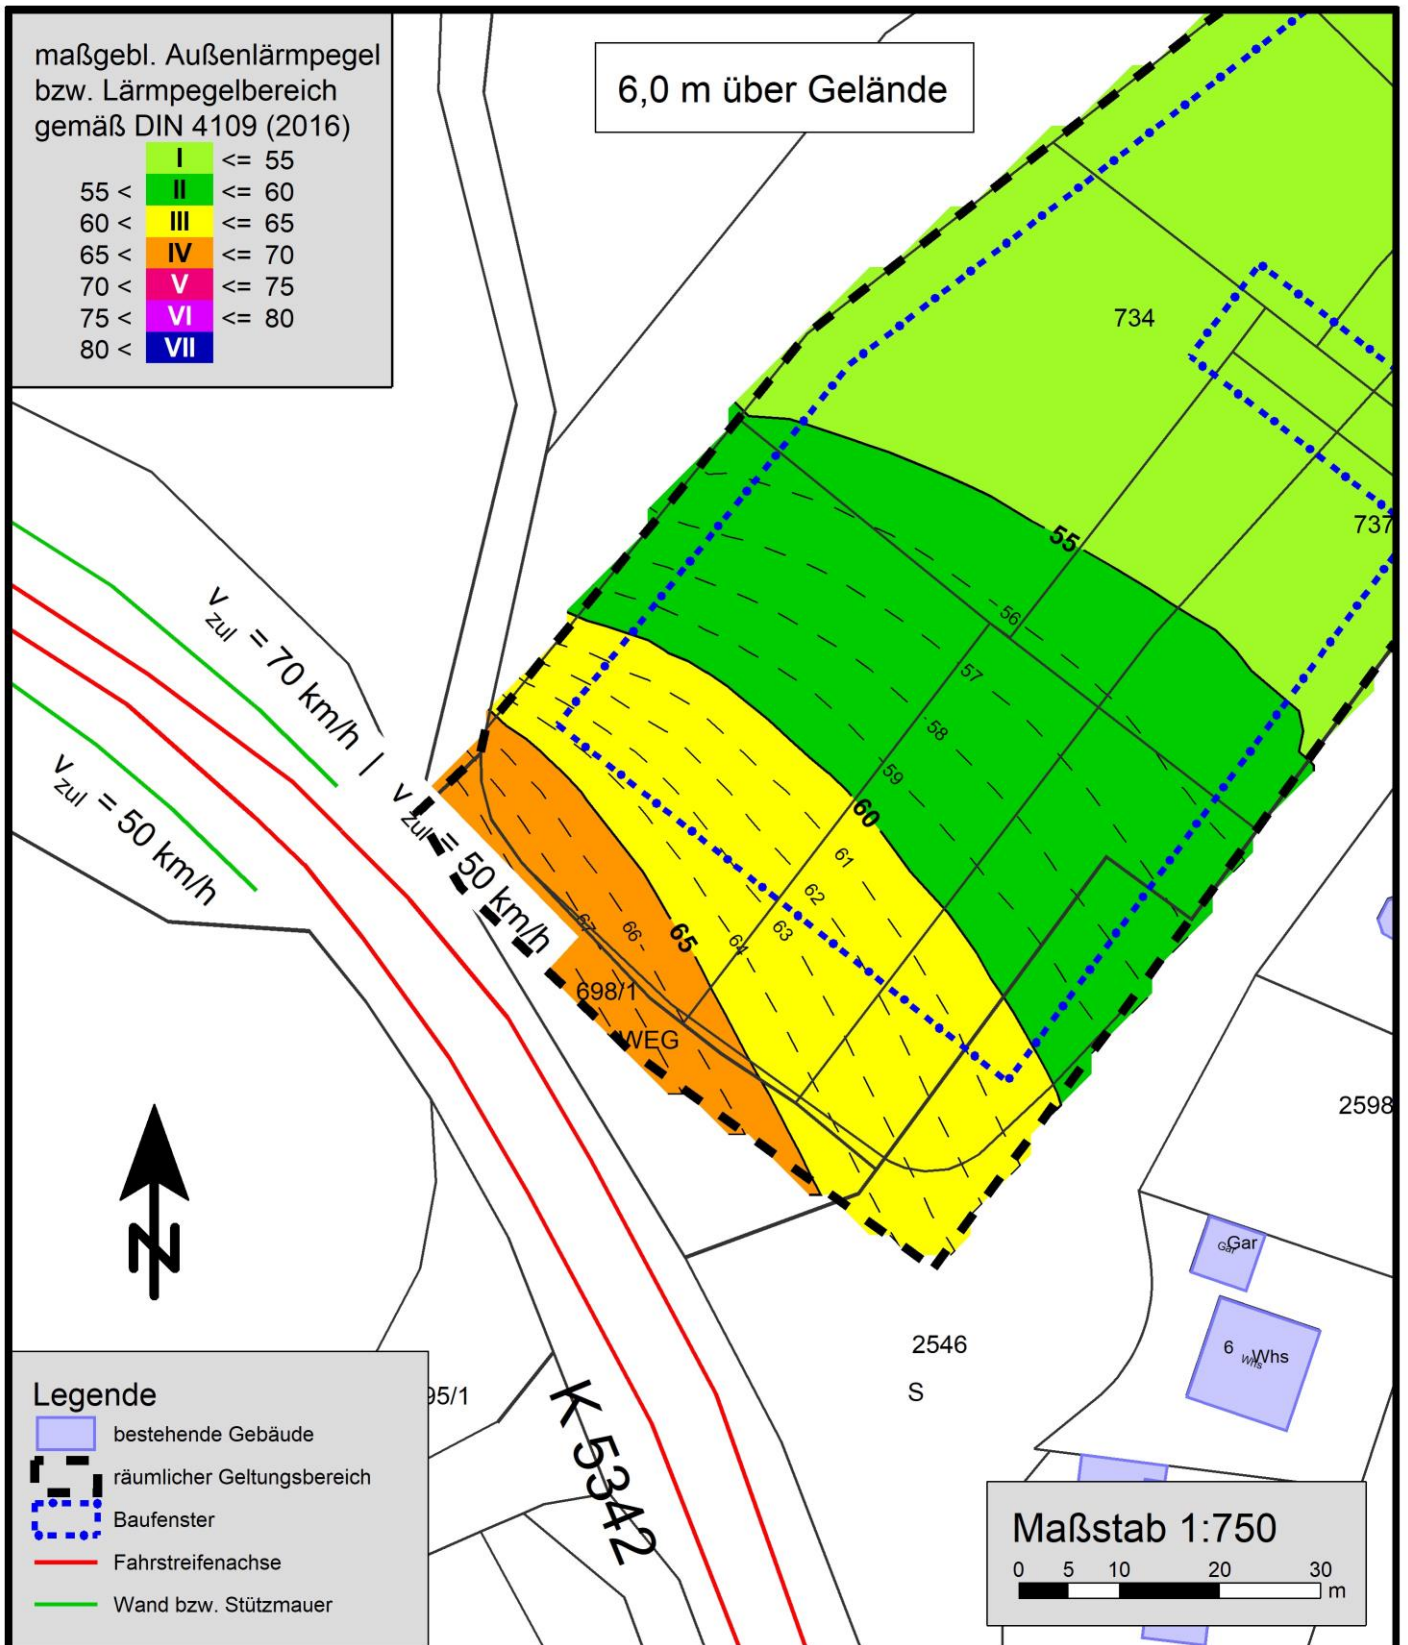 maßgebl. Außenlärmpegel
bzw. Lärmpegelbereich
gemäß DIN 4109 (2016)
I <= 55
55 < II <= 60
60 < III <= 65
65 < IV <= 70
70 < V <= 75
75 < VI <= 80
80 < VII
6,0 m über Gelände
734
737
55
56
57
58
59
60
61
62
63
64
65
66
67
v zul = 70 km/h |
v zul = 50 km/h
v zul = 50 km/h
698/1
WEG
2598
Gar
Gar
6 Whs
Whs
2546
S
95/1
K 5342
N
Legende
bestehende Gebäude
räumlicher Geltungsbereich
Baufenster
Fahrstreifenachse
Wand bzw. Stützmauer
Maßstab 1:750
0 5 10 20 30
m